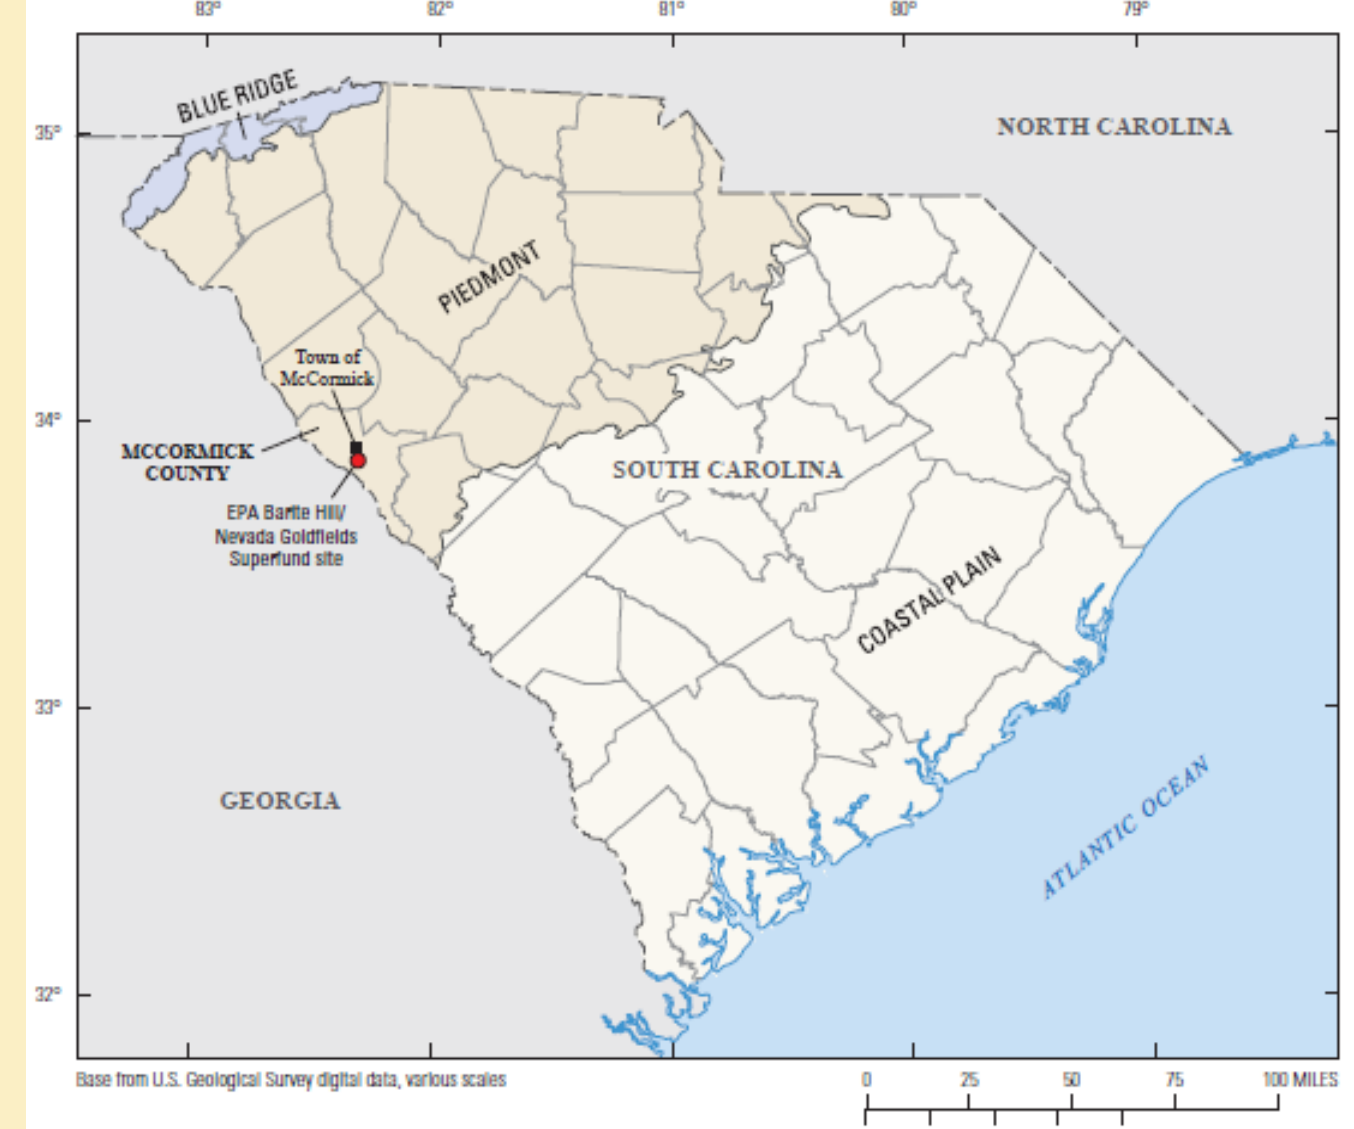 83° 82° 81° 80° 79°
BLUE RIDGE
35°
NORTH CAROLINA
PIEDMONT
Town of
McCormick
34°
MCCORMICK
COUNTY
SOUTH CAROLINA
EPA Barite Hill/
Nevada Goldfields
Superfund site
COASTAL PLAIN
33°
GEORGIA
ATLANTIC OCEAN
32°
Base from U.S. Geological Survey digital data, various scales
0 25 50 75 100 MILES